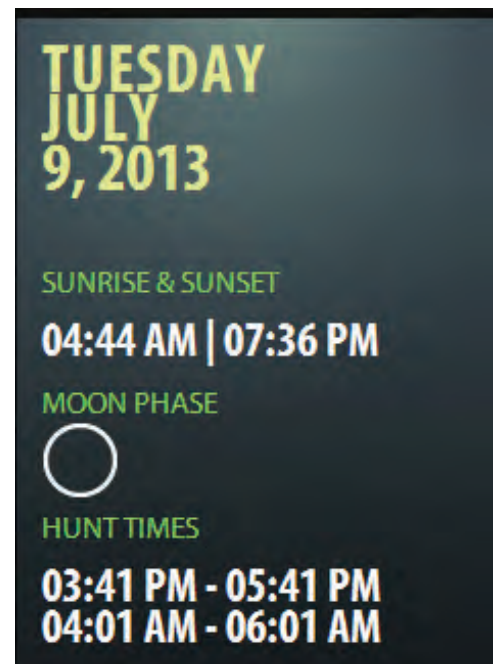 TUESDAY
JULY
9, 2013
SUNRISE & SUNSET
04:44 AM | 07:36 PM
MOON PHASE
HUNT TIMES
03:41 PM - 05:41 PM
04:01 AM - 06:01 AM